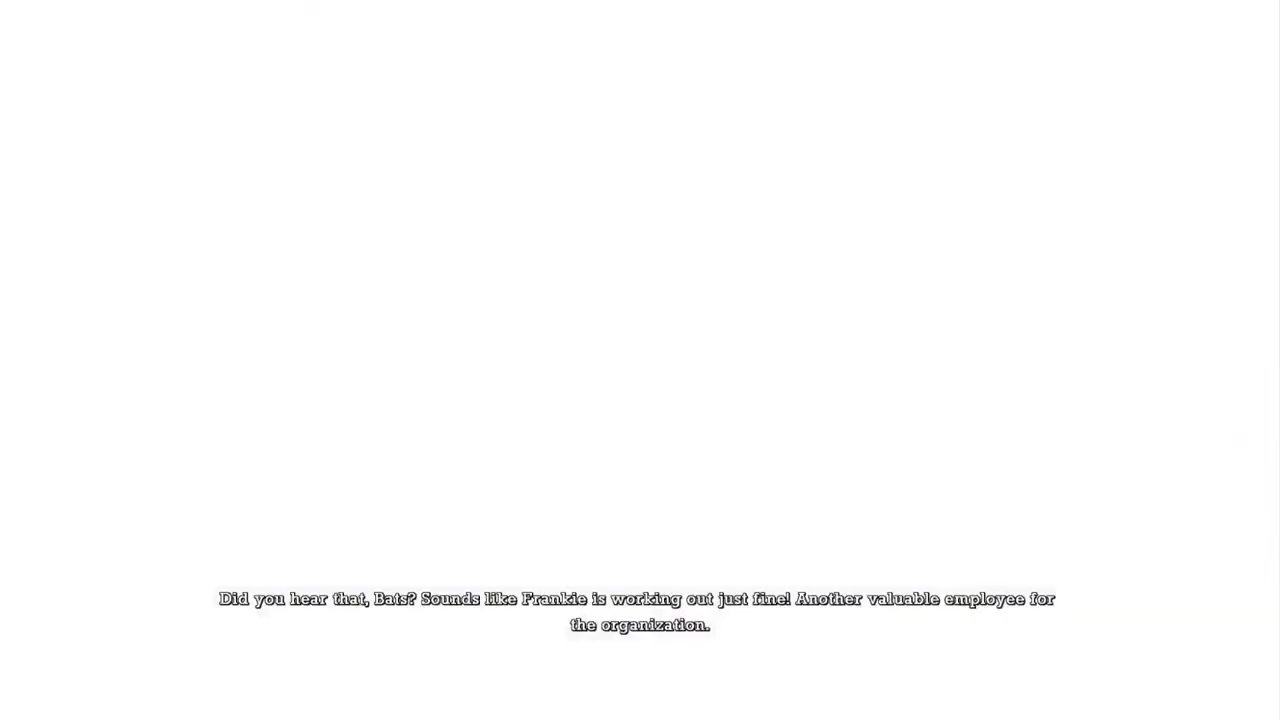 Did you hear that, Bats? Sounds like Frankie is working out just fine! Another valuable employee for
the organization.